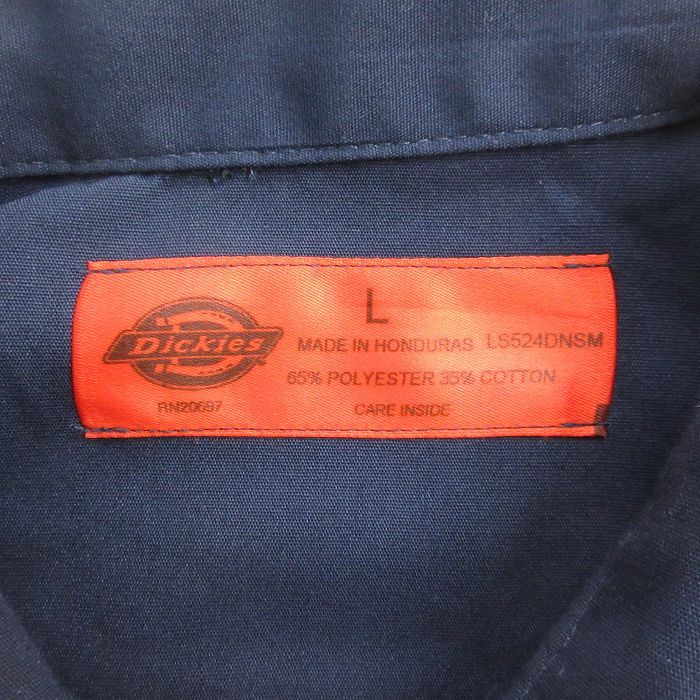 L
Dickies
MADE IN HONDURAS LS524DNSM
65% POLYESTER 35% COTTON
RN20697
CARE INSIDE